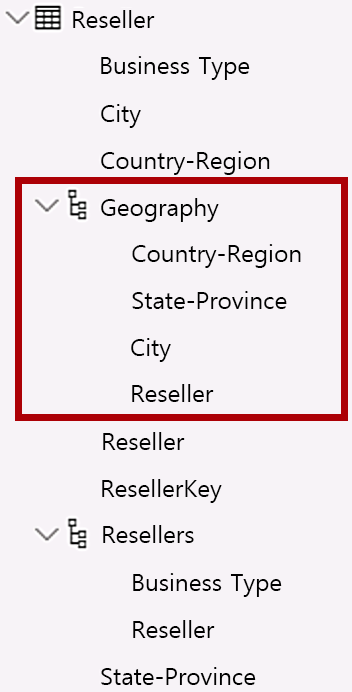 Reseller
Business Type
City
Country-Region
Geography
Country-Region
State-Province
City
Reseller
Reseller
ResellerKey
Resellers
Business Type
Reseller
State-Province